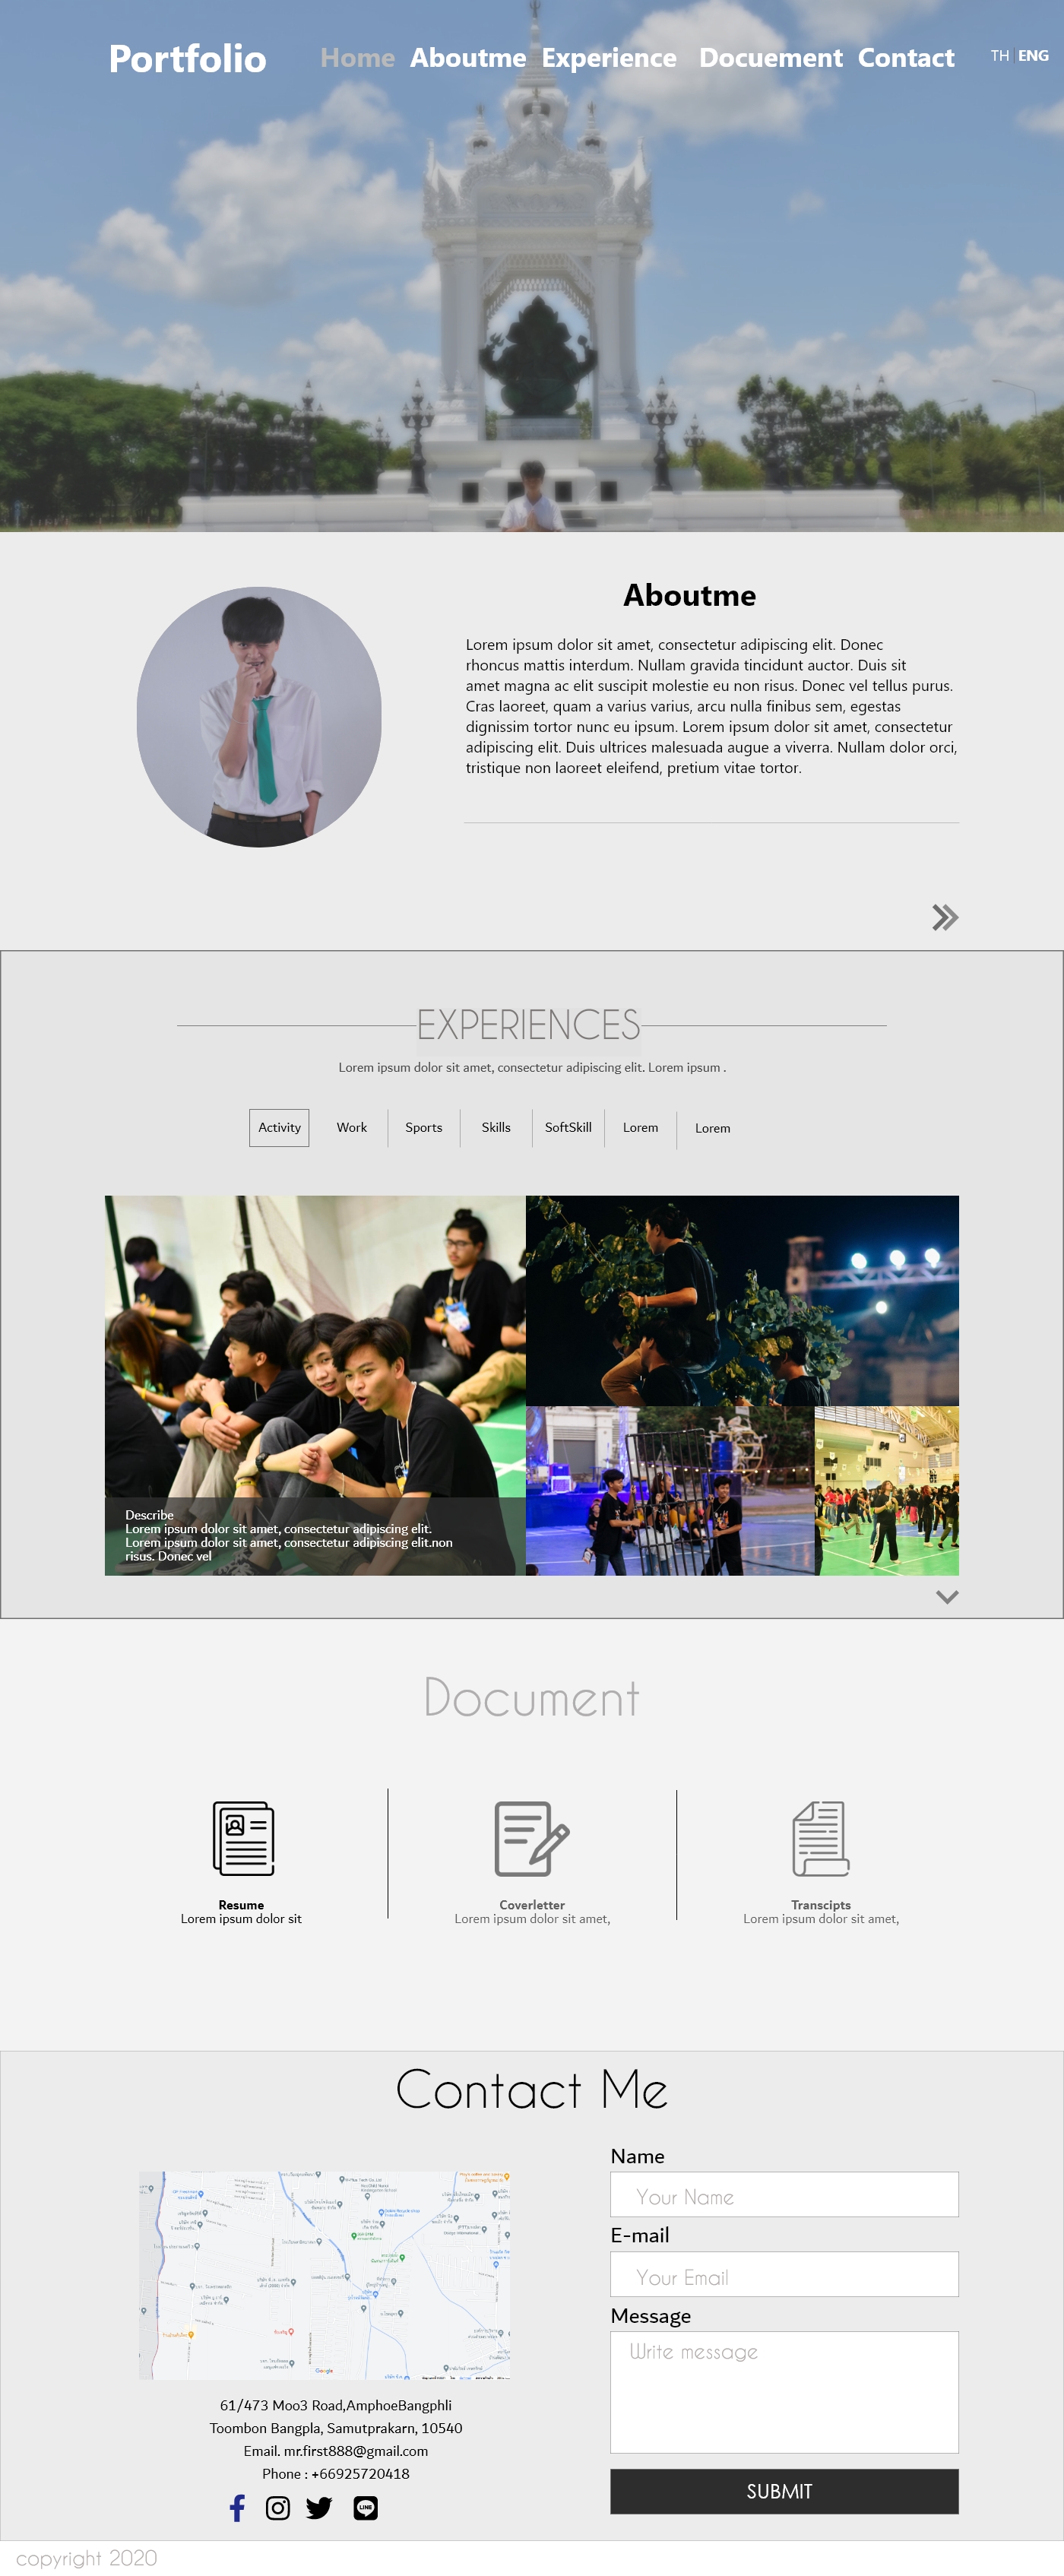 Portfolio
Home Aboutme Experience Docuement Contact
TH ENG
Aboutme
Lorem ipsum dolor sit amet, consectetur adipiscing elit. Donec
rhoncus mattis interdum. Nullam gravida tincidunt auctor. Duis sit
amet magna ac elit suscipit molestie eu non risus. Donec vel tellus purus.
Cras laoreet, quam a varius varius, arcu nulla finibus sem, egestas
dignissim tortor nunc eu ipsum. Lorem ipsum dolor sit amet, consectetur
adipiscing elit. Duis ultrices malesuada augue a viverra. Nullam dolor orci,
tristique non laoreet eleifend, pretium vitae tortor.
EXPERIENCES
Lorem ipsum dolor sit amet, consectetur adipiscing elit. Lorem ipsum .
Activity Work Sports Skills SoftSkill Lorem Lorem
Describe
Lorem ipsum dolor sit amet, consectetur adipiscing elit.
Lorem ipsum dolor sit amet, consectetur adipiscing elit.non
risus. Donec vel
Document
Resume
Lorem ipsum dolor sit
Coverletter
Lorem ipsum dolor sit amet,
Transcipts
Lorem ipsum dolor sit amet,
Contact Me
Google
61/473 Moo3 Road,AmphoeBangphli
Toombon Bangpla, Samutprakarn, 10540
Email. mr.first888@gmail.com
Phone : +66925720418
LINE
Name
Your Name
E-mail
Your Email
Message
Write message
SUBMIT
copyright 2020